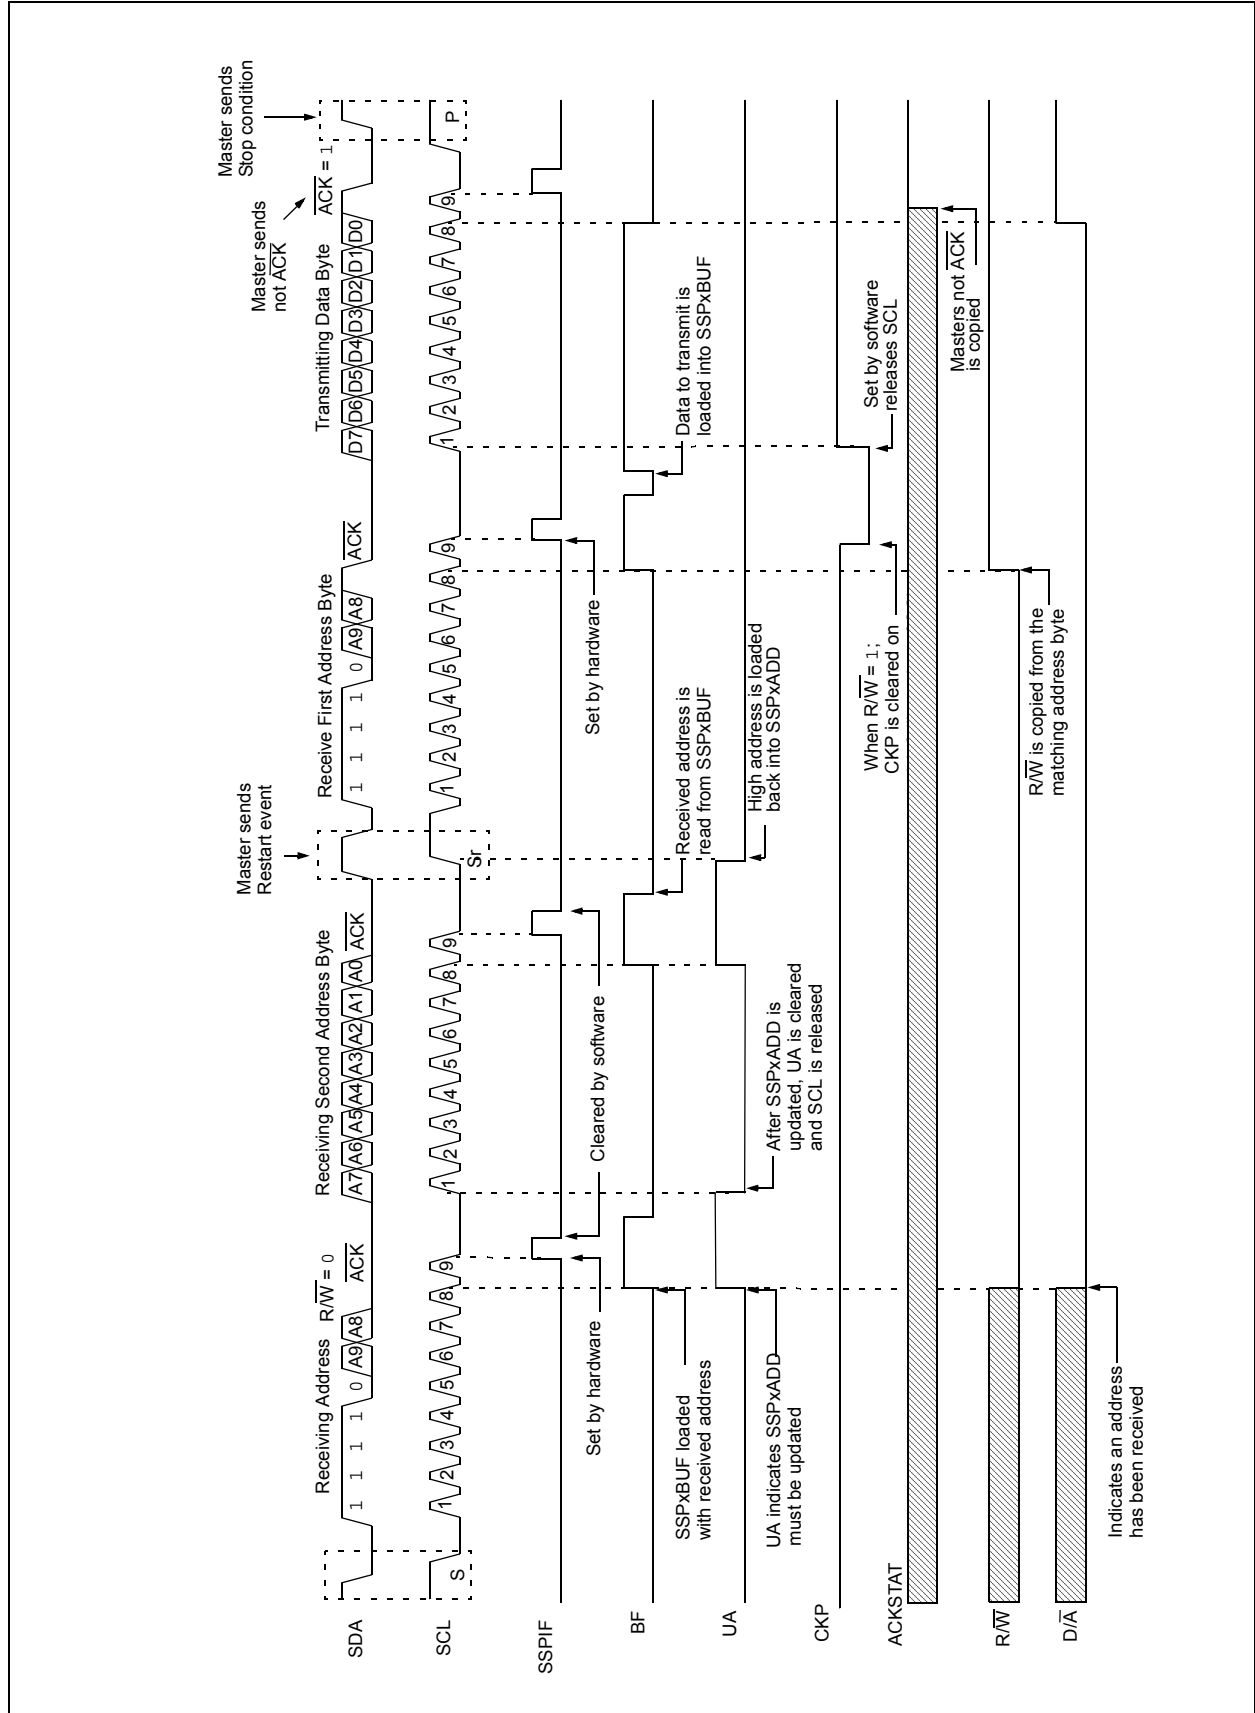 Master sends
Stop condition
Master sends
not A̅C̅K̅
A̅C̅K̅ = 1
Master sends
Restart event
Receiving Address R/W̅ = 0
Receiving Second Address Byte
Receive First Address Byte
Transmitting Data Byte
SDA
1 1 1 1 0 A9 A8 A̅C̅K̅
A7 A6 A5 A4 A3 A2 A1 A0 A̅C̅K̅
1 1 1 1 0 A9 A8 A̅C̅K̅
D7 D6 D5 D4 D3 D2 D1 D0
SCL
S 1 2 3 4 5 6 7 8 9
1 2 3 4 5 6 7 8 9
Sr 1 2 3 4 5 6 7 8 9
1 2 3 4 5 6 7 8 9 P
SSPIF
Set by hardware
Cleared by software
Set by hardware
BF
SSPxBUF loaded
with received address
Received address is
read from SSPxBUF
Data to transmit is
loaded into SSPxBUF
UA
UA indicates SSPxADD
must be updated
After SSPxADD is
updated, UA is cleared
and SCL is released
High address is loaded
back into SSPxADD
CKP
When R/W̅ = 1;
CKP is cleared on
Set by software
releases SCL
ACKSTAT
Masters not A̅C̅K̅
is copied
R/W̅
R/W̅ is copied from the
matching address byte
D/A̅
Indicates an address
has been received